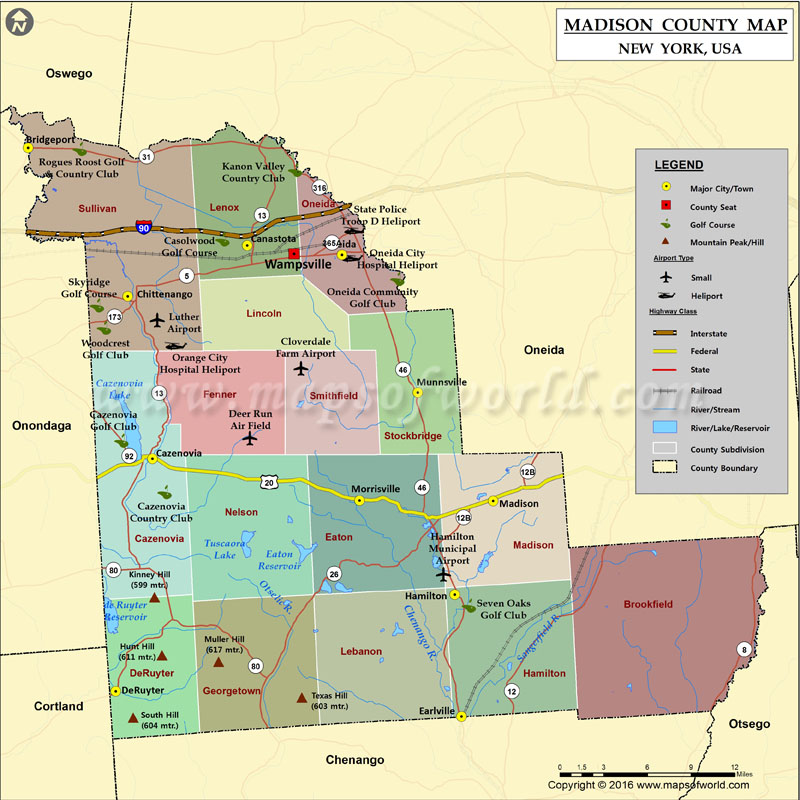 N
MADISON COUNTY MAP
NEW YORK, USA
Oswego
Bridgeport
31
Rogues Roost Golf
& Country Club
Kanon Valley
Country Club
316
Sullivan
Lenox
Oneida
13
State Police
Troop D Heliport
90
Casolwood
Golf Course
Canastota
365A
Oneida City
Hospital Heliport
Wampsville
5
Skyridge
Golf Course
Chittenango
Oneida Community
Golf Club
173
Luther
Airport
Lincoln
Woodcrest
Golf Club
Orange City
Hospital Heliport
Cloverdale
Farm Airport
Oneida
46
Cazenovia
Lake
13
Fenner
Smithfield
Munnsville
www.mapsofworld.com
Cazenovia
Golf Club
Deer Run
Air Field
Onondaga
Stockbridge
92
Cazenovia
12B
20
Morrisville
46
Cazenovia
Country Club
Nelson
Madison
12B
Cazenovia
Tuscaora
Lake
Eaton
Reservoir
Eaton
Hamilton
Municipal
Airport
Madison
80
Kinney Hill
(599 mtr.)
26
Otselic R.
de Ruyter
Reservoir
Hamilton
Seven Oaks
Golf Club
Brookfield
Chenango R.
Sangerfield R.
Hunt Hill
(611 mtr.)
Muller Hill
(617 mtr.)
Lebanon
8
DeRuyter
80
Hamilton
DeRuyter
Georgetown
Texas Hill
(603 mtr.)
12
Cortland
South Hill
(604 mtr.)
Earlville
Otsego
Chenango
LEGEND
Major City/Town
County Seat
Golf Course
Mountain Peak/Hill
Airport Type
Small
Heliport
Highway Class
Interstate
Federal
State
Railroad
River/Stream
River/Lake/Reservoir
County Subdivision
County Boundary
0 1.5 3 6 9 12
Miles
Copyright © 2016 www.mapsofworld.com